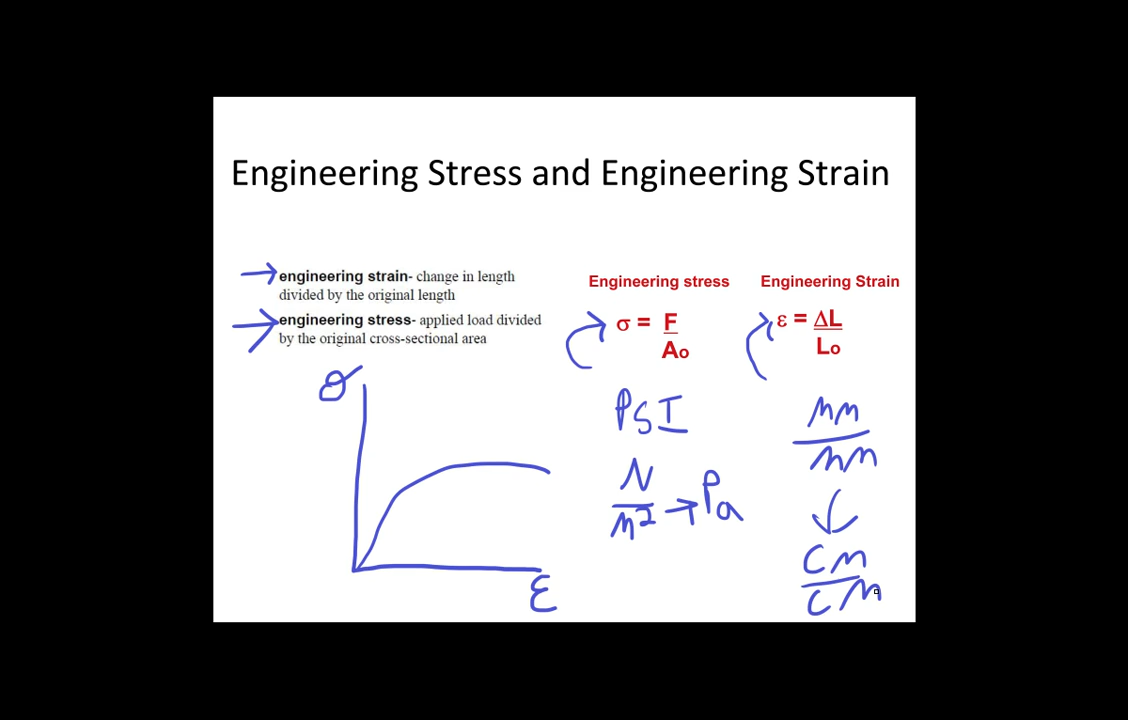 Engineering Stress and Engineering Strain
engineering strain- change in length
divided by the original length
engineering stress- applied load divided
by the original cross-sectional area
Engineering stress
σ = F
Ao
Engineering Strain
ε = ΔL
Lo
σ
ε
PSI
N
m² → Pa
mm
mm
cm
cm